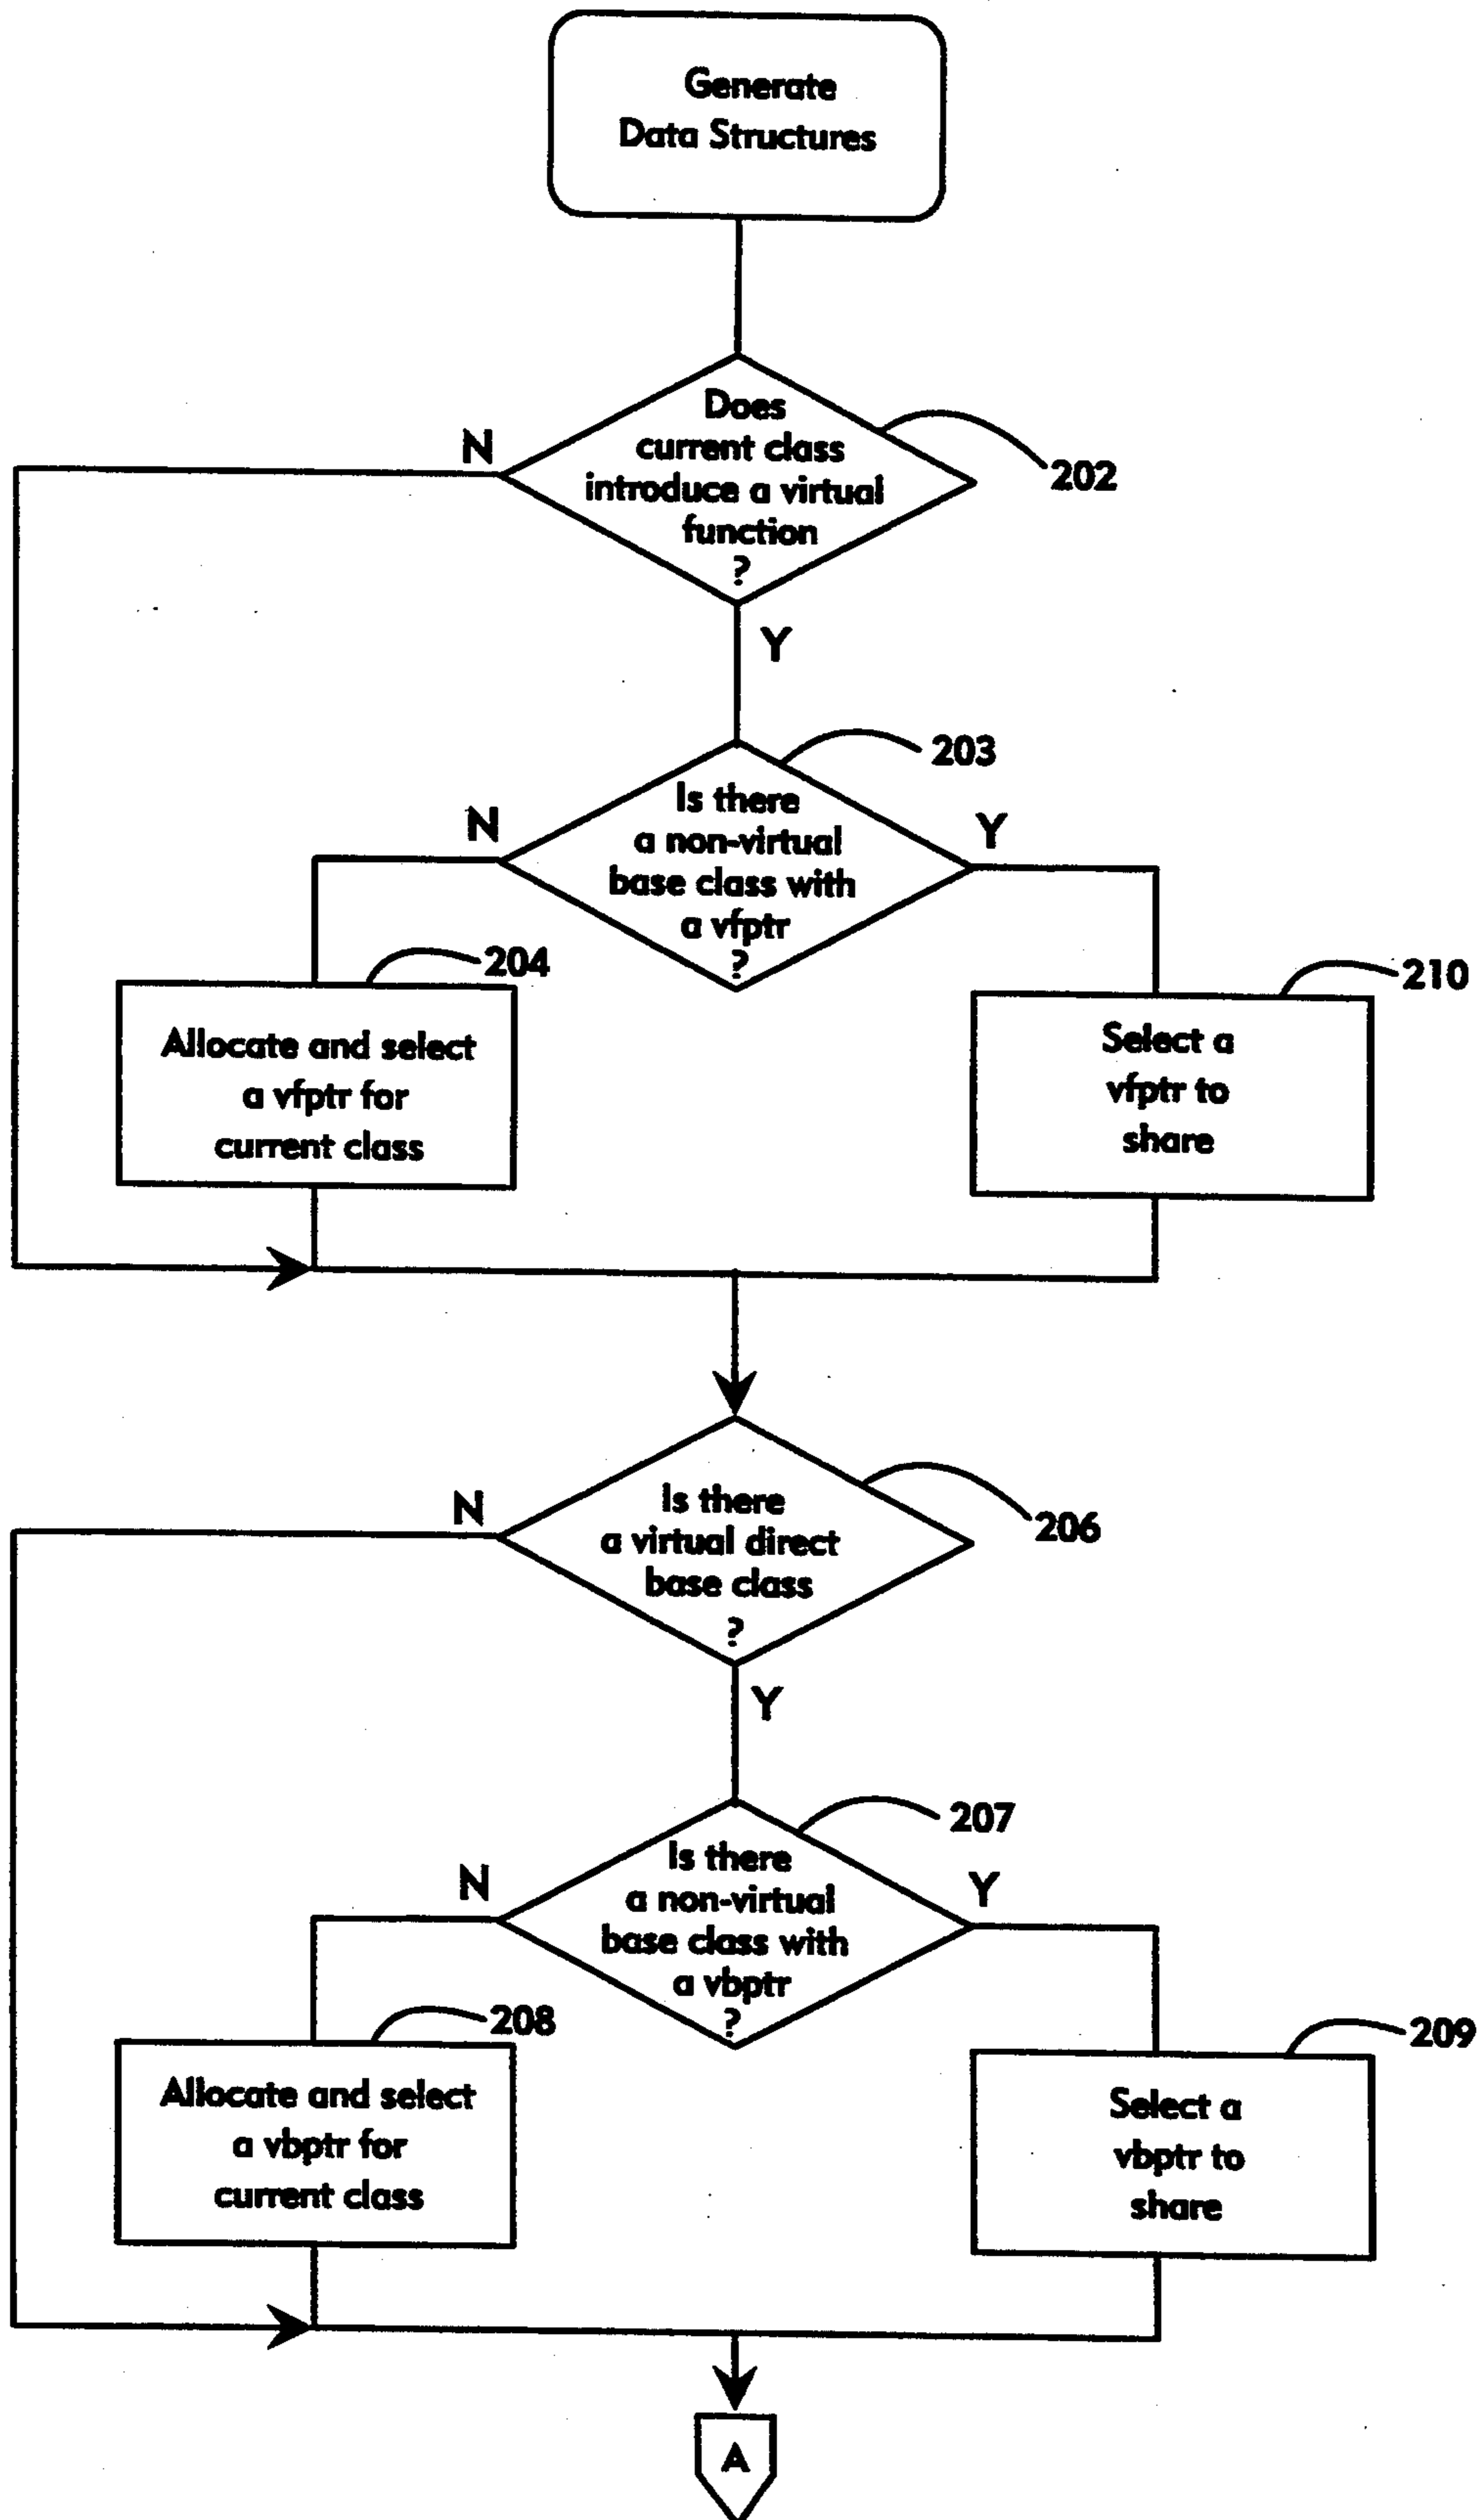 Generate
Data Structures
Does
current class
introduce a virtual
function
?
202
N
Y
203
Is there
a non-virtual
base class with
a vfptr
?
N
Y
204
Allocate and select
a vfptr for
current class
210
Select a
vfptr to
share
Is there
a virtual direct
base class
?
206
N
Y
207
Is there
a non-virtual
base class with
a vbptr
?
N
Y
208
Allocate and select
a vbptr for
current class
209
Select a
vbptr to
share
A